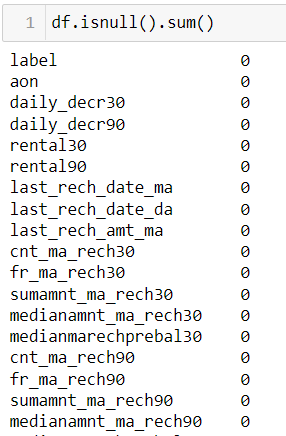 1 df.isnull().sum()
label 0
aon 0
daily_decr30 0
daily_decr90 0
rental30 0
rental90 0
last_rech_date_ma 0
last_rech_date_da 0
last_rech_amt_ma 0
cnt_ma_rech30 0
fr_ma_rech30 0
sumamnt_ma_rech30 0
medianamnt_ma_rech30 0
medianmarechprebal30 0
cnt_ma_rech90 0
fr_ma_rech90 0
sumamnt_ma_rech90 0
medianamnt_ma_rech90 0